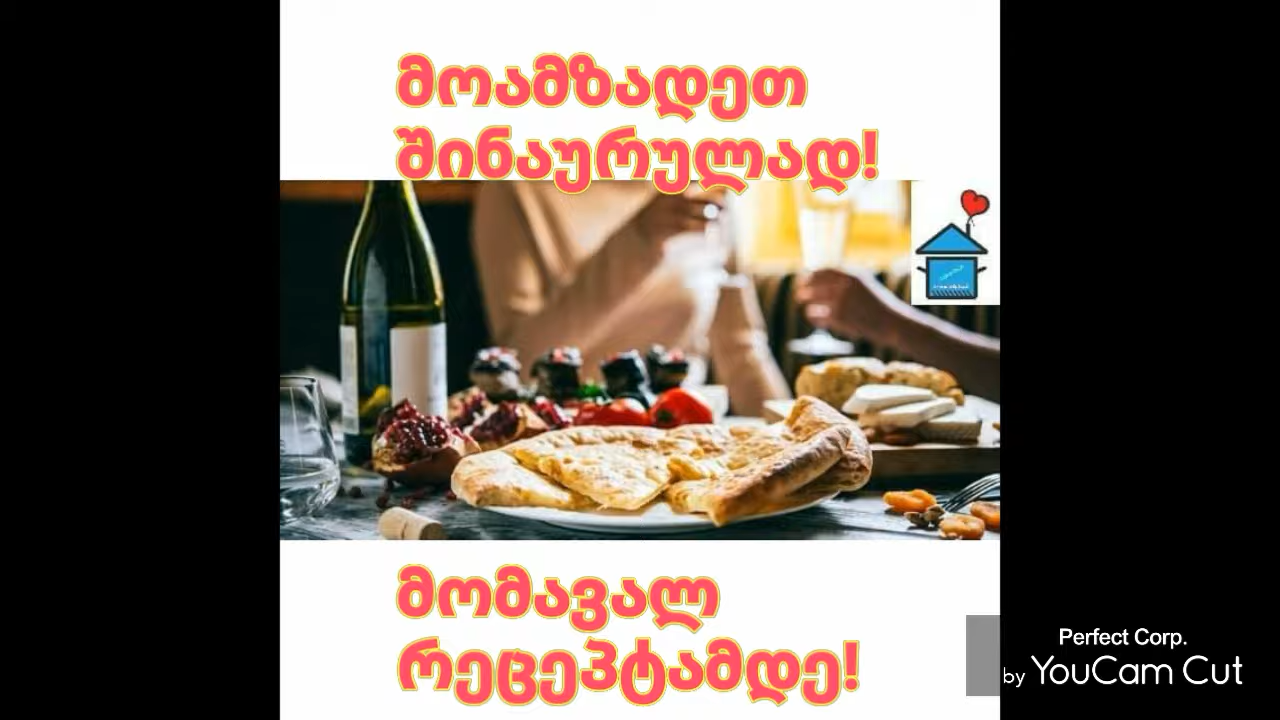 მოამზადეთ
შინაურულად!
მომავალ
რეცეპტამდე!
Perfect Corp.
by YouCam Cut